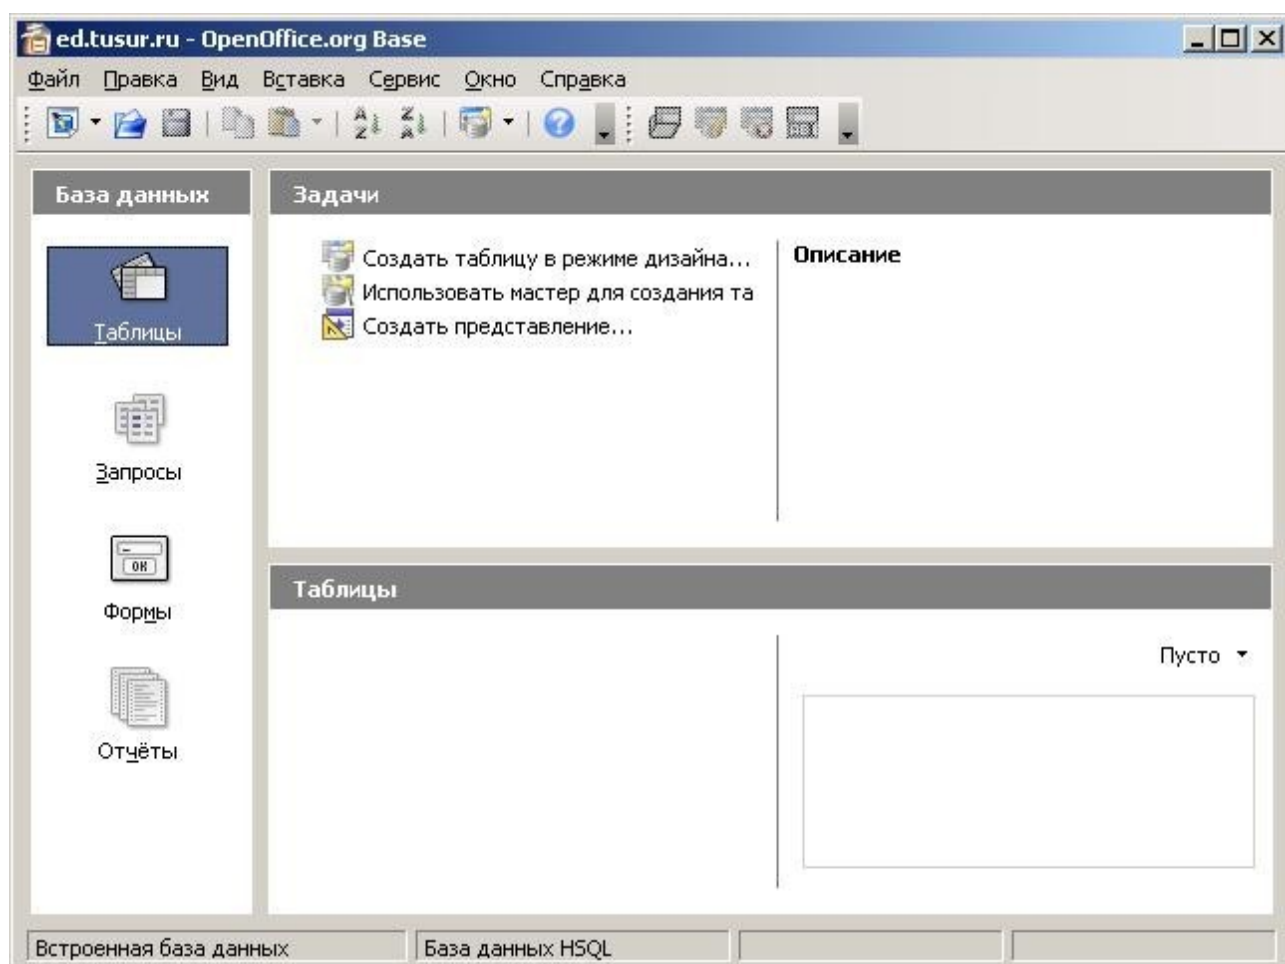 ed.tusur.ru - OpenOffice.org Base
Файл Правка Вид Вставка Сервис Окно Справка
База данных
Таблицы
Запросы
Формы
Отчёты
Задачи
Создать таблицу в режиме дизайна...
Использовать мастер для создания та
Создать представление...
Описание
Таблицы
Пусто
Встроенная база данных
База данных HSQL